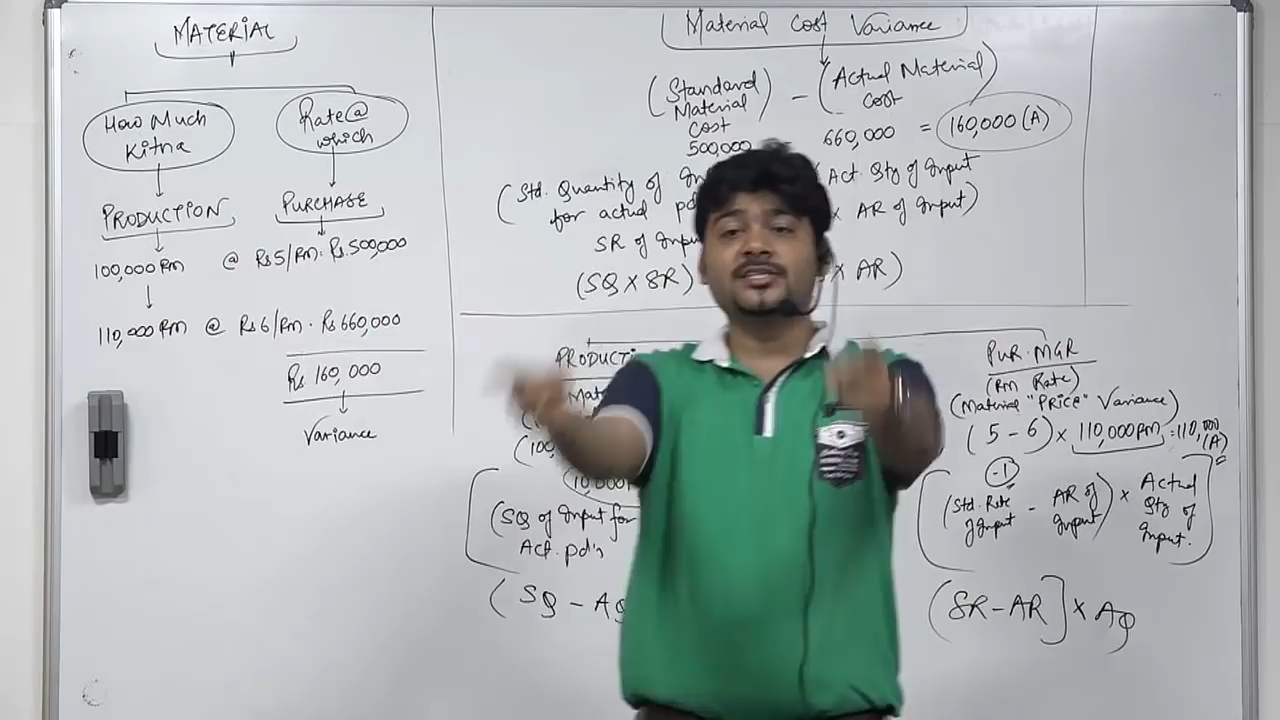 MATERIAL
How Much
Kitna
Rate@
which
PRODUCTION
PURCHASE
100,000 RM @ Rs 5/RM. Rs. 500,000
110,000 RM @ Rs 6/RM. Rs 660,000
Rs 160,000
Variance
Material Cost Variance
(Standard Material Cost) - (Actual Material Cost)
500,000 - 660,000 = 160,000 (A)
(Std. Quantity of In
for actual pd
SR of Inpu
Act. Qty of Input
x AR of Input)
(SQ x SR)
x AR)
PRODUCTI
Mate
(100,
10,000
(SQ of Input for
Act. pd'n
(SQ - AQ
PUR. MGR
(RM Rate)
(Material "PRICE" Variance)
(5 - 6) x 110,000 RM = 110,000 (A)
-1
(Std. Rate of Input - AR of Input) x Actual Qty of Input.
(SR - AR] x AQ